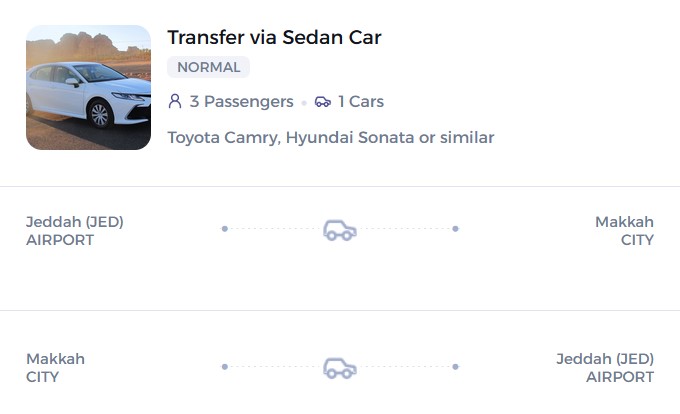 Transfer via Sedan Car
NORMAL
3 Passengers 1 Cars
Toyota Camry, Hyundai Sonata or similar
Jeddah (JED)
AIRPORT
Makkah
CITY
Makkah
CITY
Jeddah (JED)
AIRPORT